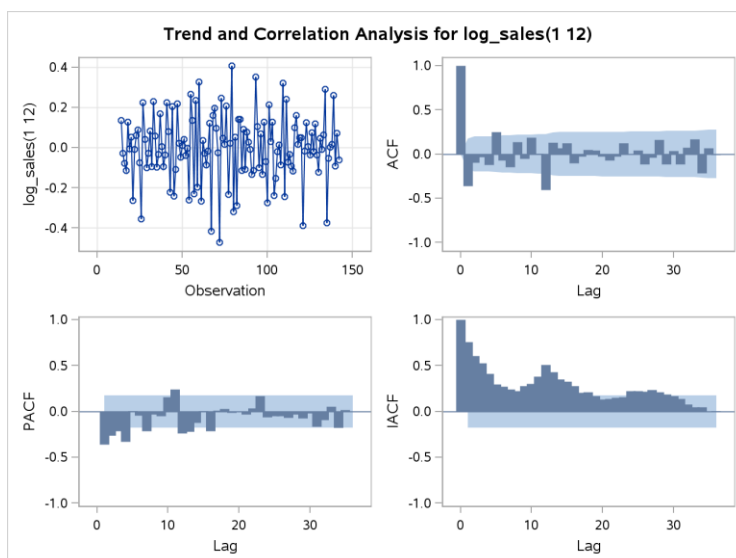 Trend and Correlation Analysis for log_sales(1 12)
log_sales(1 12)
0.4
0.2
0.0
-0.2
-0.4
0 50 100 150
Observation
ACF
1.0
0.5
0.0
-0.5
-1.0
0 10 20 30
Lag
PACF
1.0
0.5
0.0
-0.5
-1.0
0 10 20 30
Lag
IACF
1.0
0.5
0.0
-0.5
-1.0
0 10 20 30
Lag